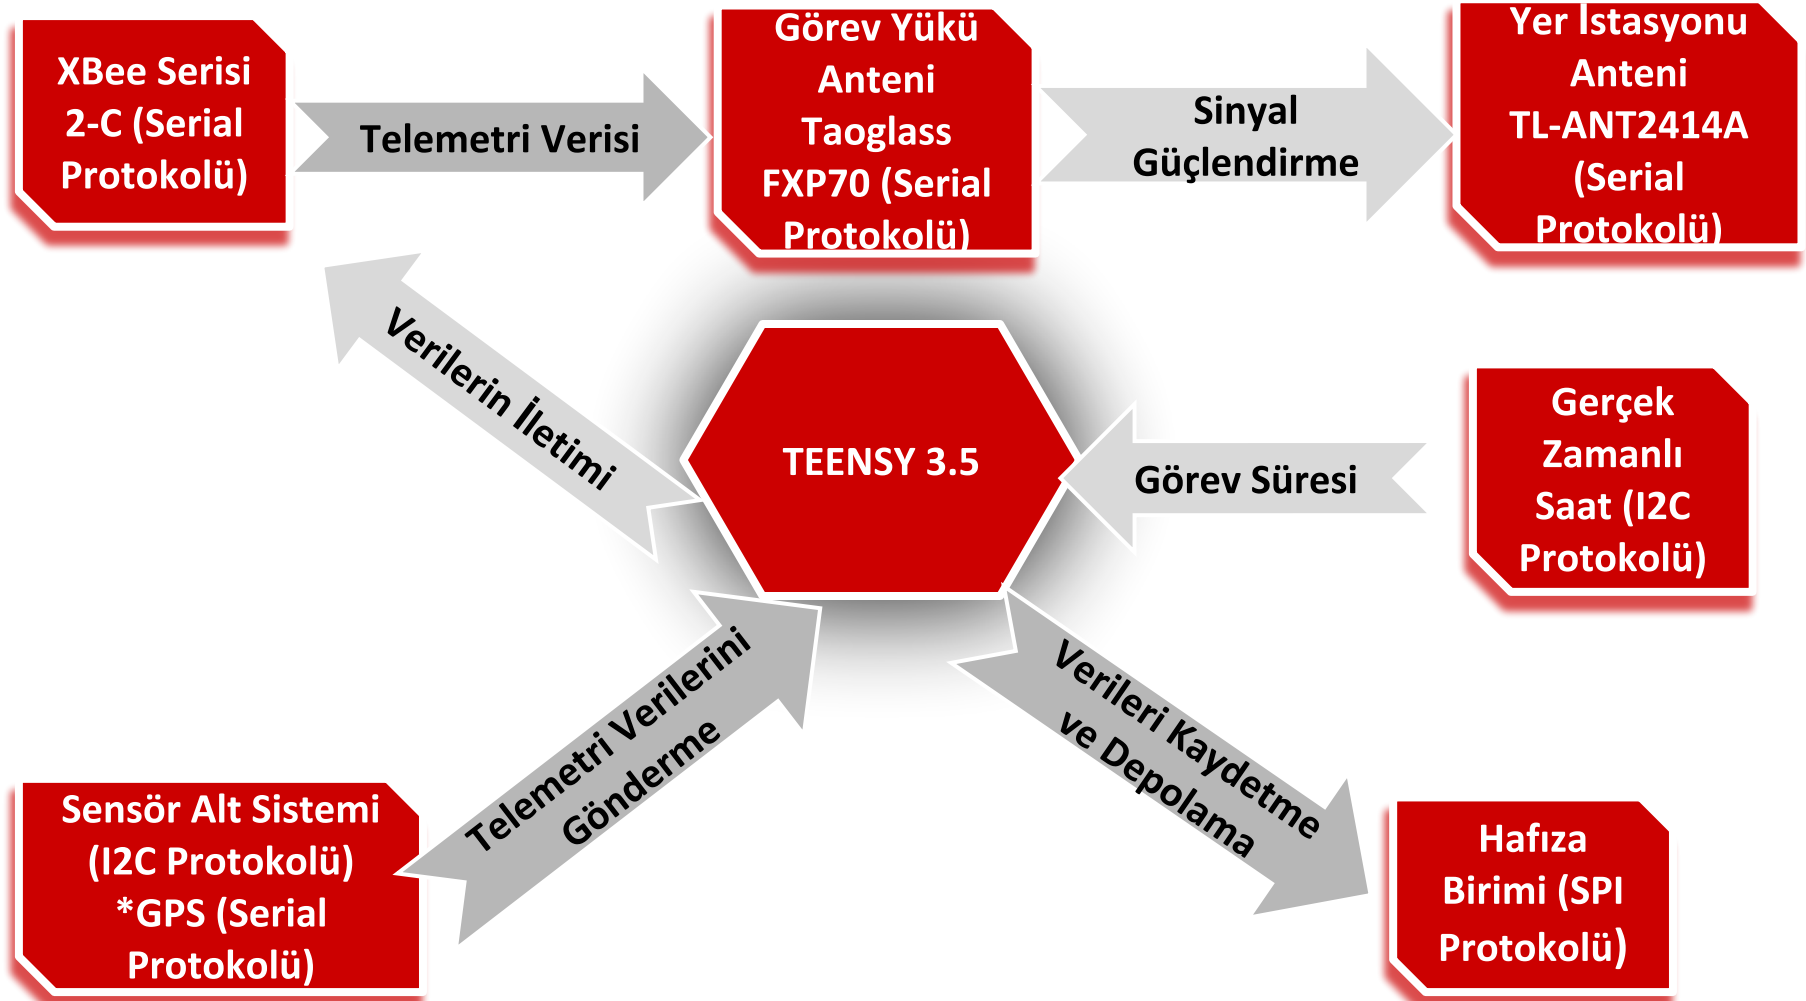 XBee Serisi
2-C (Serial
Protokolü)
Telemetri Verisi
Görev Yükü
Anteni
Taoglass
FXP70 (Serial
Protokolü)
Sinyal
Güçlendirme
Yer İstasyonu
Anteni
TL-ANT2414A
(Serial
Protokolü)
Verilerin İletimi
TEENSY 3.5
Görev Süresi
Gerçek
Zamanlı
Saat (I2C
Protokolü)
Telemetri Verilerini
Gönderme
Verileri Kaydetme
ve Depolama
Sensör Alt Sistemi
(I2C Protokolü)
*GPS (Serial
Protokolü)
Hafıza
Birimi (SPI
Protokolü)